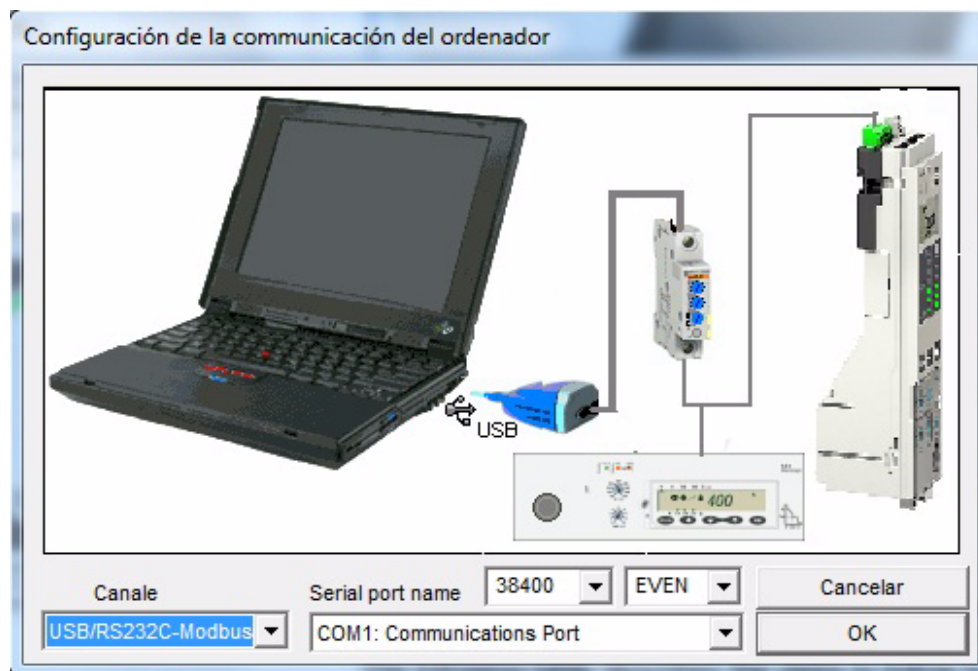 Configuración de la communicación del ordenador
USB
400
Canale
Serial port name
38400
EVEN
Cancelar
USB/RS232C-Modbus
COM1: Communications Port
OK